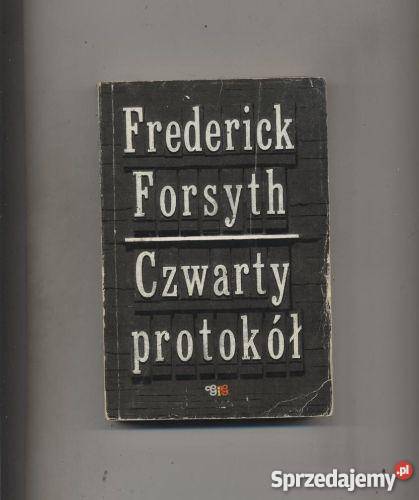 Frederick
Forsyth
Czwarty
protokół
Sprzedajemy.pl